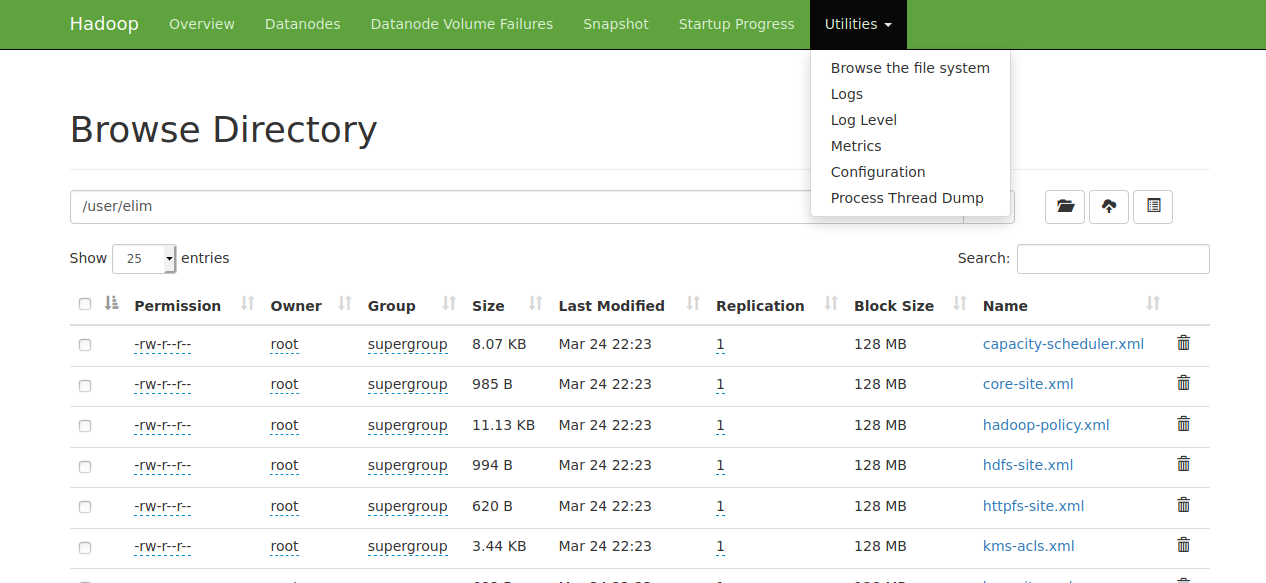 Hadoop Overview Datanodes Datanode Volume Failures Snapshot Startup Progress Utilities
Browse the file system
Logs
Log Level
Metrics
Configuration
Process Thread Dump
Browse Directory
/user/elim
Show 25 entries Search:
Permission Owner Group Size Last Modified Replication Block Size Name
-rw-r--r-- root supergroup 8.07 KB Mar 24 22:23 1 128 MB capacity-scheduler.xml
-rw-r--r-- root supergroup 985 B Mar 24 22:23 1 128 MB core-site.xml
-rw-r--r-- root supergroup 11.13 KB Mar 24 22:23 1 128 MB hadoop-policy.xml
-rw-r--r-- root supergroup 994 B Mar 24 22:23 1 128 MB hdfs-site.xml
-rw-r--r-- root supergroup 620 B Mar 24 22:23 1 128 MB httpfs-site.xml
-rw-r--r-- root supergroup 3.44 KB Mar 24 22:23 1 128 MB kms-acls.xml